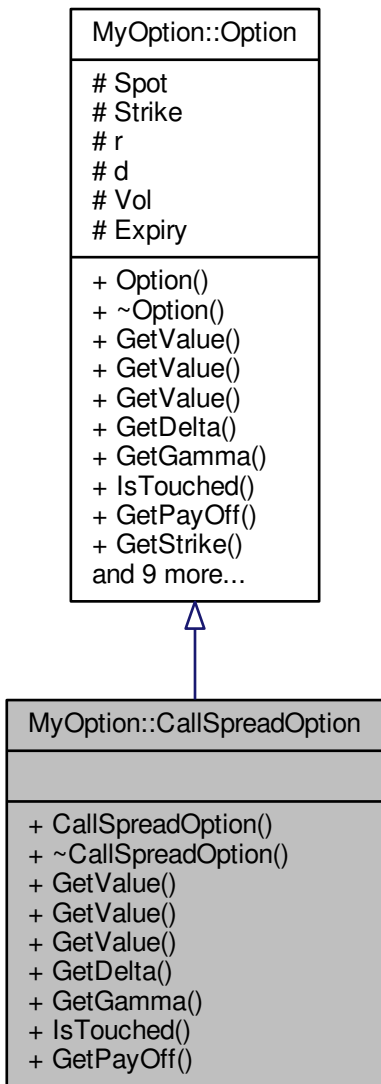 MyOption::Option
# Spot
# Strike
# r
# d
# Vol
# Expiry
+ Option()
+ ~Option()
+ GetValue()
+ GetValue()
+ GetValue()
+ GetDelta()
+ GetGamma()
+ IsTouched()
+ GetPayOff()
+ GetStrike()
and 9 more...
MyOption::CallSpreadOption
+ CallSpreadOption()
+ ~CallSpreadOption()
+ GetValue()
+ GetValue()
+ GetValue()
+ GetDelta()
+ GetGamma()
+ IsTouched()
+ GetPayOff()